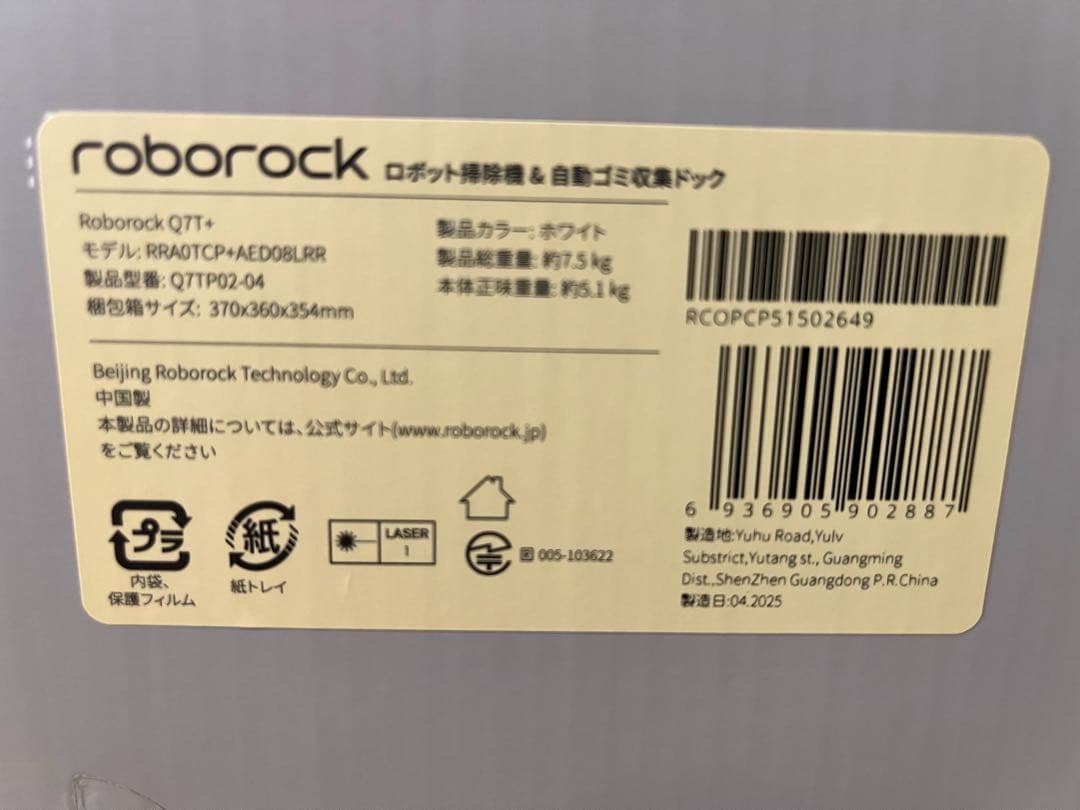 roborock ロボット掃除機 & 自動ゴミ収集ドック
Roborock Q7T+
モデル: RRA0TCP+AED08LRR
製品型番: Q7TP02-04
梱包箱サイズ: 370x360x354mm
製品カラー: ホワイト
製品総重量: 約7.5 kg
本体正味重量: 約5.1 kg
RCOPCP51502649
6 936905 902887
Beijing Roborock Technology Co., Ltd.
中国製
本製品の詳細については、公式サイト(www.roborock.jp)
をご覧ください
プラ
内袋、
保護フィルム
紙
紙トレイ
LASER
1
図 005-103622
製造地:Yuhu Road,Yulv
Substrict,Yutang st., Guangming
Dist.,ShenZhen Guangdong P.R.China
製造日:04.2025